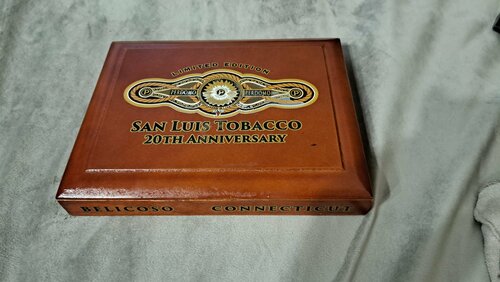 LIMITED EDITION
P PERDOMO P PERDOMO P
SAN LUIS TOBACCO
20TH ANNIVERSARY
BELICOSO CONNECTICUT